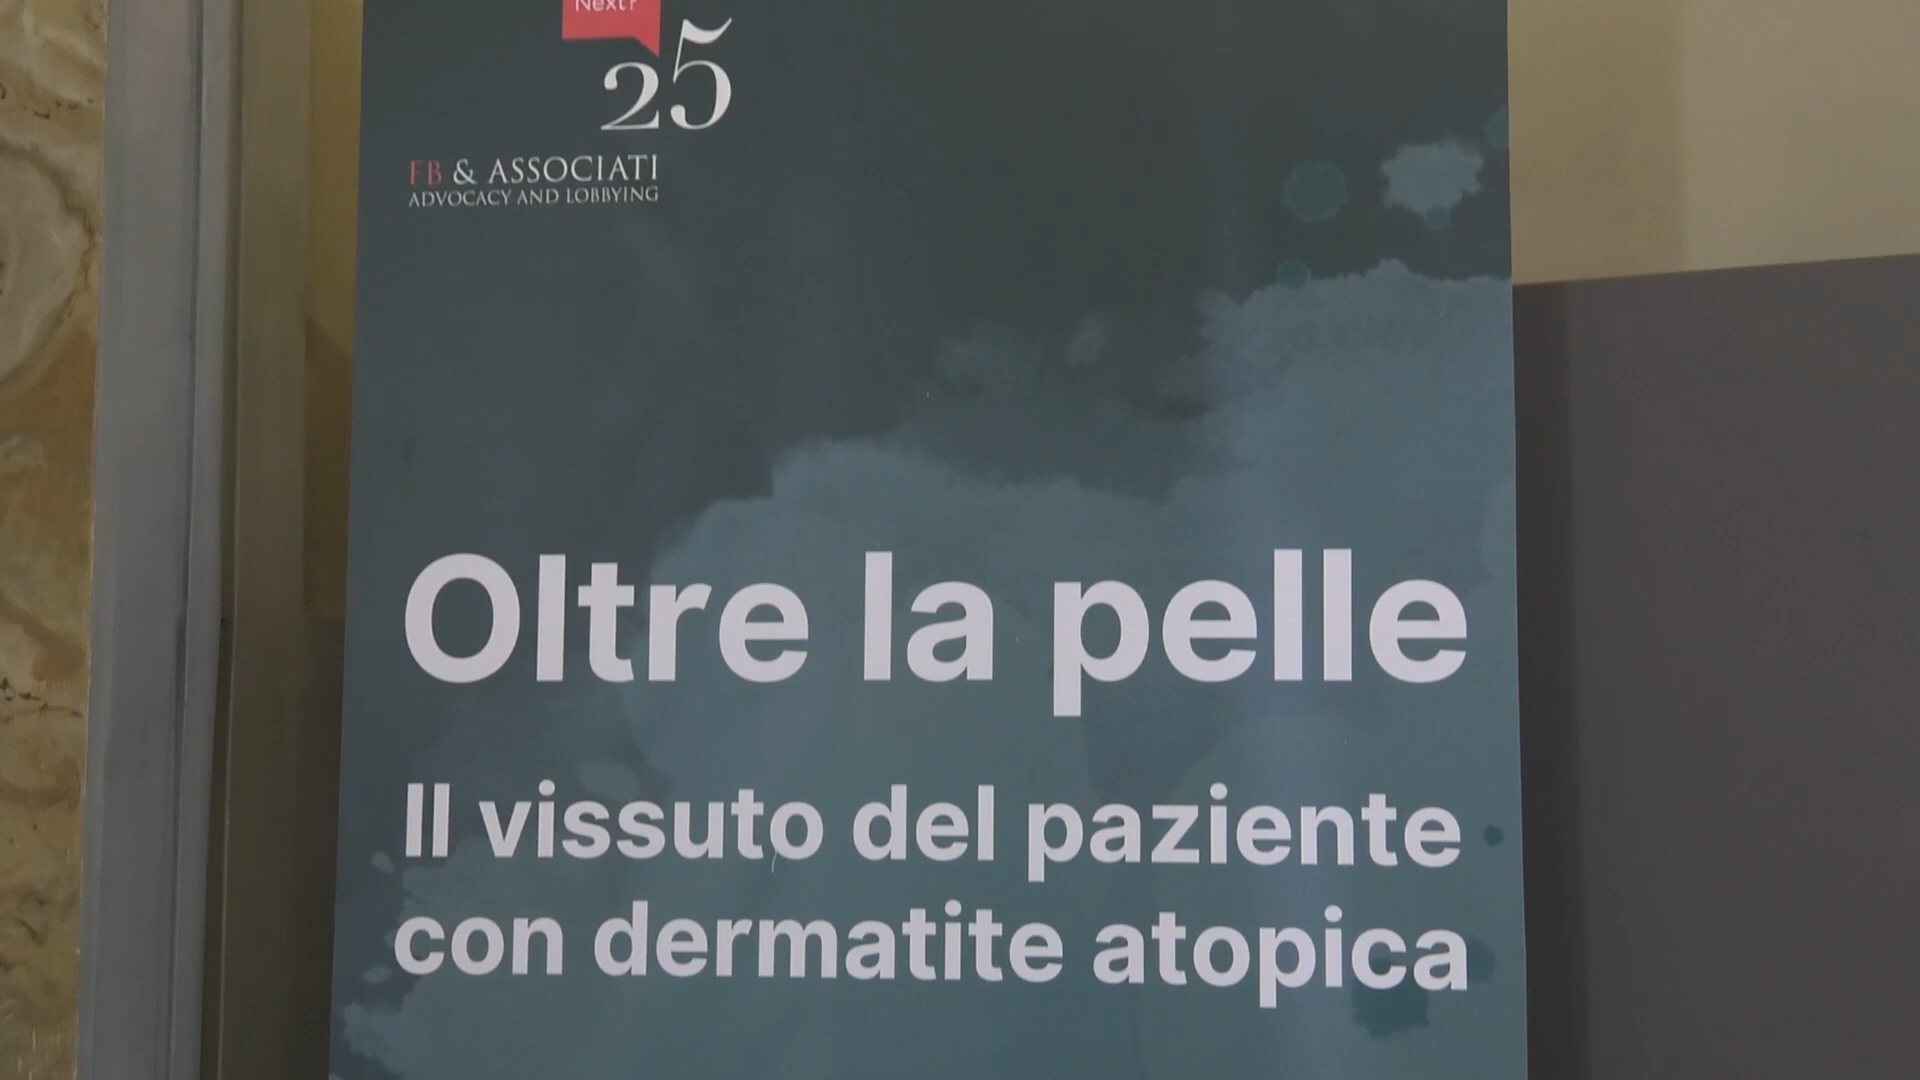 Next?
25
FB & ASSOCIATI
ADVOCACY AND LOBBYING
Oltre la pelle
Il vissuto del paziente
con dermatite atopica